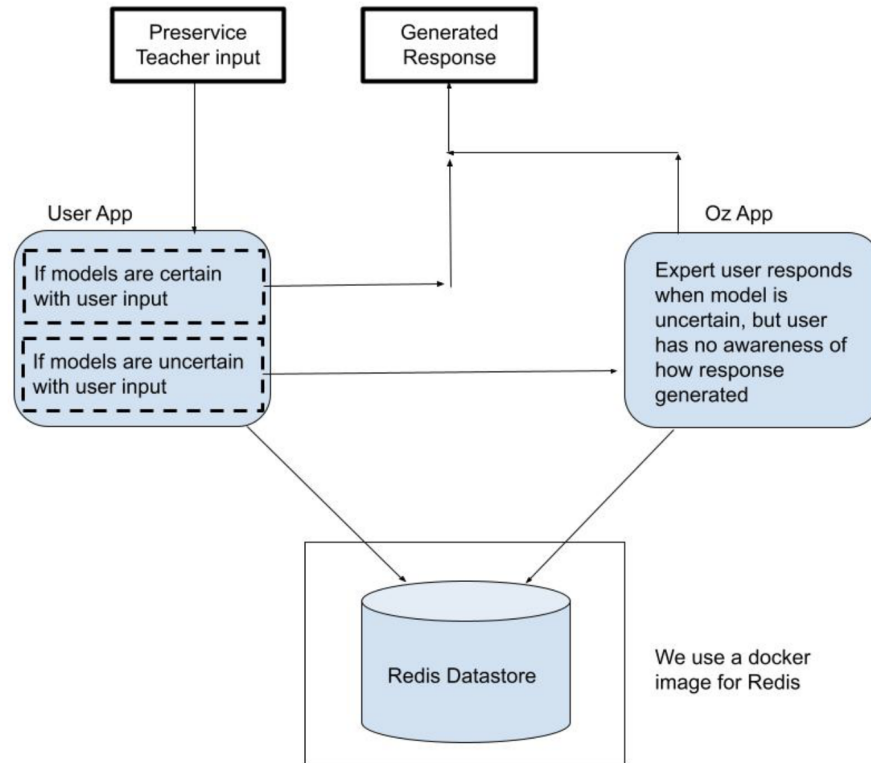 Preservice
Teacher input
Generated
Response
User App
Oz App
If models are certain
with user input
If models are uncertain
with user input
Expert user responds
when model is
uncertain, but user
has no awareness of
how response
generated
Redis Datastore
We use a docker
image for Redis